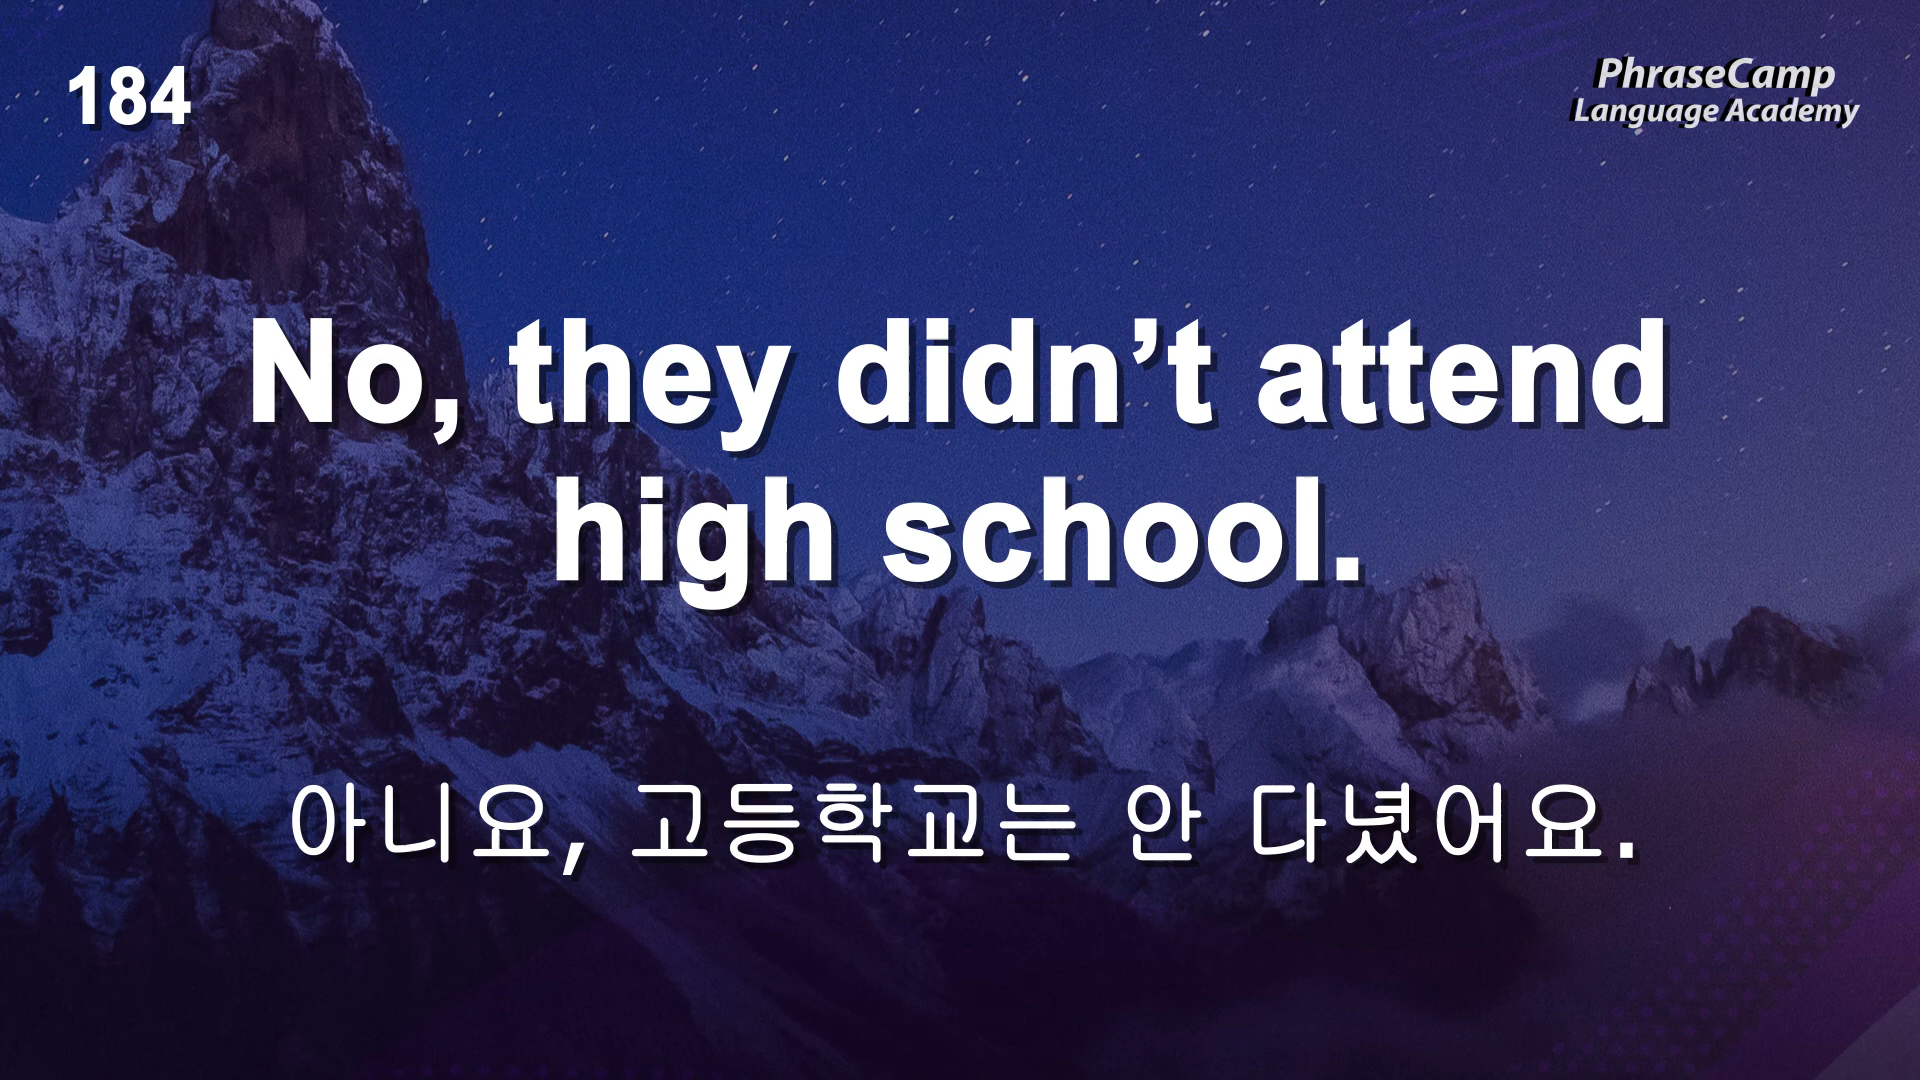 184
PhraseCamp
Language Academy
No, they didn’t attend
high school.
아니요, 고등학교는 안 다녔어요.